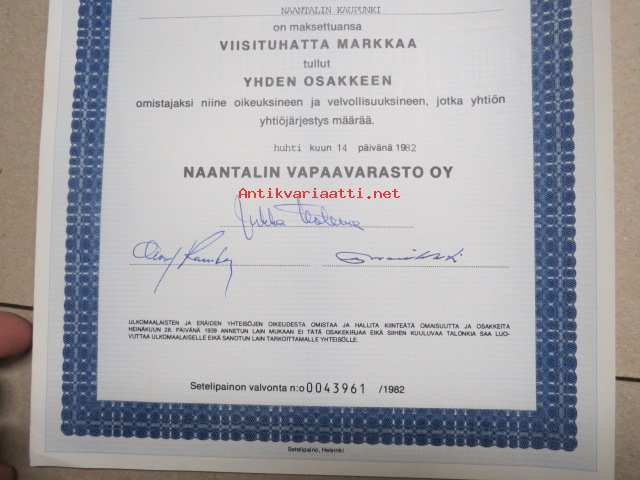 NAANTALIN KAUPUNKI
on maksettuansa
VIISITUHATTA MARKKAA
tullut
YHDEN OSAKKEEN
omistajaksi niine oikeuksineen ja velvollisuuksineen, jotka yhtiön
yhtiöjärjestys määrää.
huhti kuun 14 päivänä 1982
NAANTALIN VAPAAVARASTO OY
Antikvariaatti.net
Jukka
ULKOMAALAISTEN JA ERÄIDEN YHTEISÖJEN OIKEUDESTA OMISTAA JA HALLITA KIINTEÄTÄ OMAISUUTTA JA OSAKKEITA
HEINÄKUUN 28. PÄIVÄNÄ 1939 ANNETUN LAIN MUKAAN EI TÄTÄ OSAKEKIRJAA EIKÄ SIIHEN KUULUVAA TALONKIA SAA LUO-
VUTTAA ULKOMAALAISELLE EIKÄ SANOTUN LAIN TARKOITTAMALLE YHTEISÖLLE.
Setelipainon valvonta n:o 0043961 /1982
Setelipaino, Helsinki